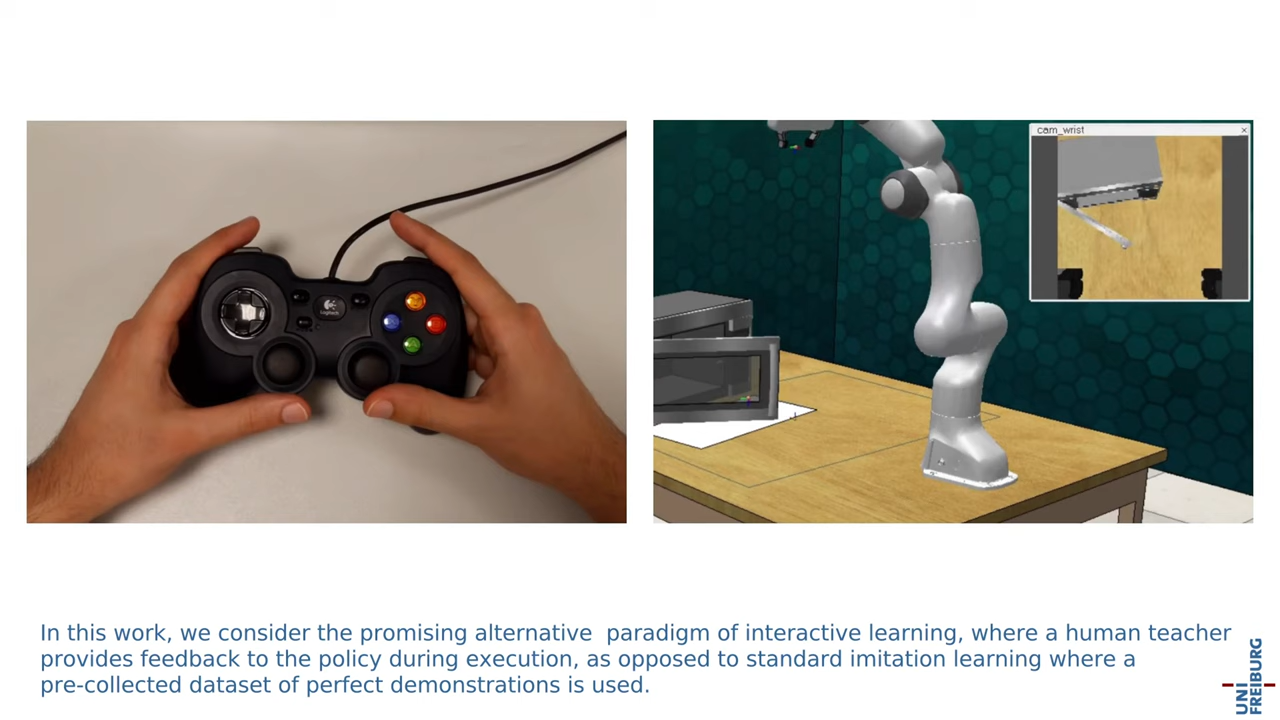 cam_wrist
Logitech
In this work, we consider the promising alternative  paradigm of interactive learning, where a human teacher
provides feedback to the policy during execution, as opposed to standard imitation learning where a
pre-collected dataset of perfect demonstrations is used.
UNI
FREIBURG